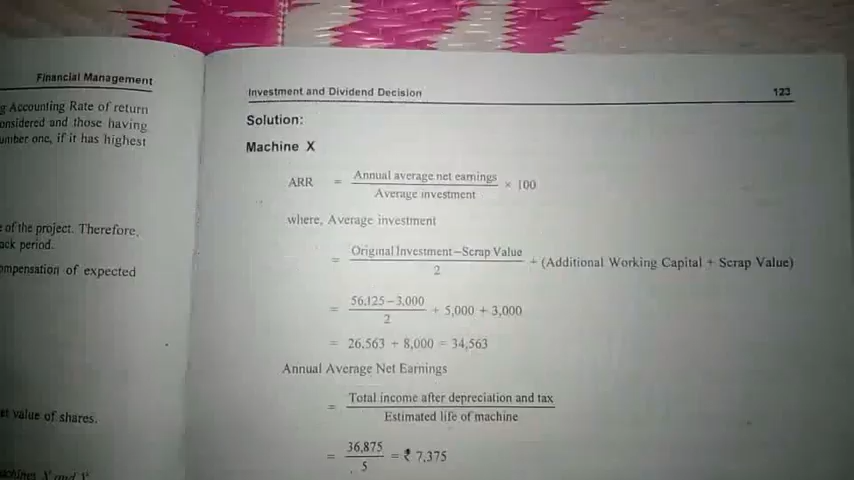 Financial Management
g Accounting Rate of return
onsidered and those having
umber one, if it has highest
e of the project. Therefore,
ack period.
ompensation of expected
et value of shares.
Investment and Dividend Decision 123
Solution:
Machine X
ARR = Annual average net earnings / Average investment × 100
where, Average investment
= Original Investment–Scrap Value / 2 + (Additional Working Capital + Scrap Value)
= 56,125–3,000 / 2 + 5,000 + 3,000
= 26,563 + 8,000 = 34,563
Annual Average Net Earnings
= Total income after depreciation and tax / Estimated life of machine
= 36,875 / 5 = ₹ 7,375